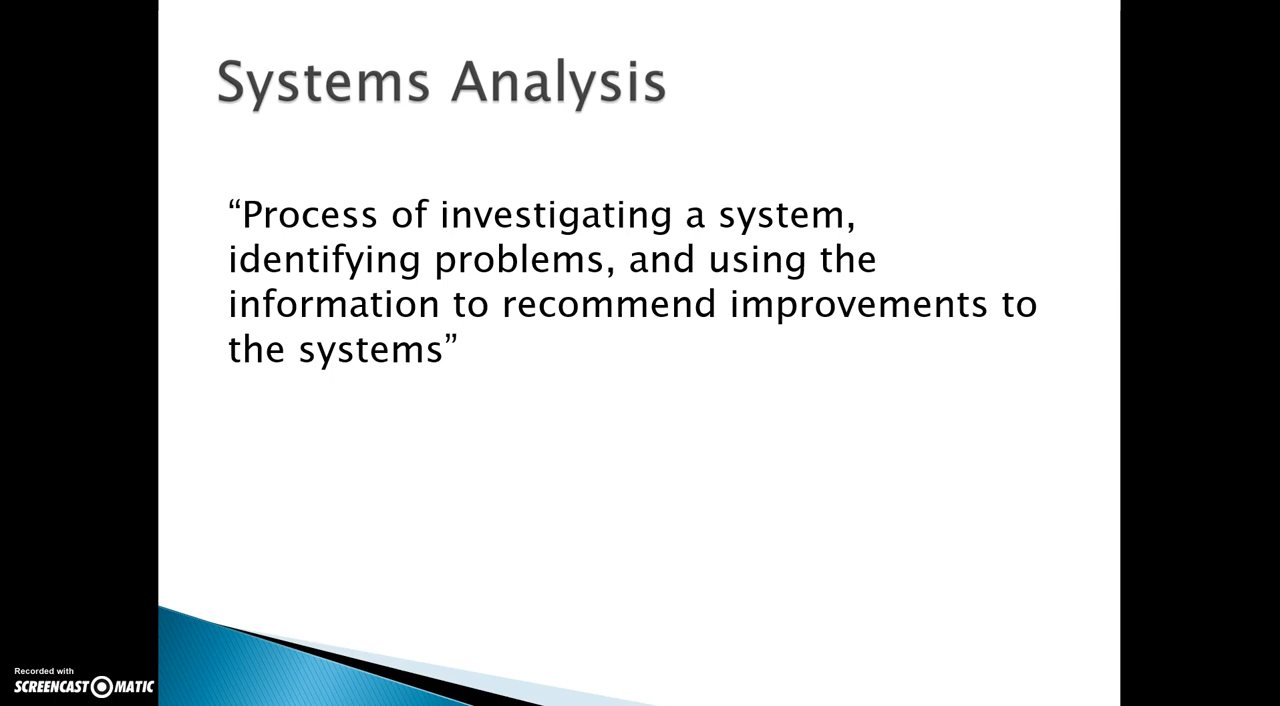 Systems Analysis
“Process of investigating a system,
identifying problems, and using the
information to recommend improvements to
the systems”
Recorded with
SCREENCAST MATIC